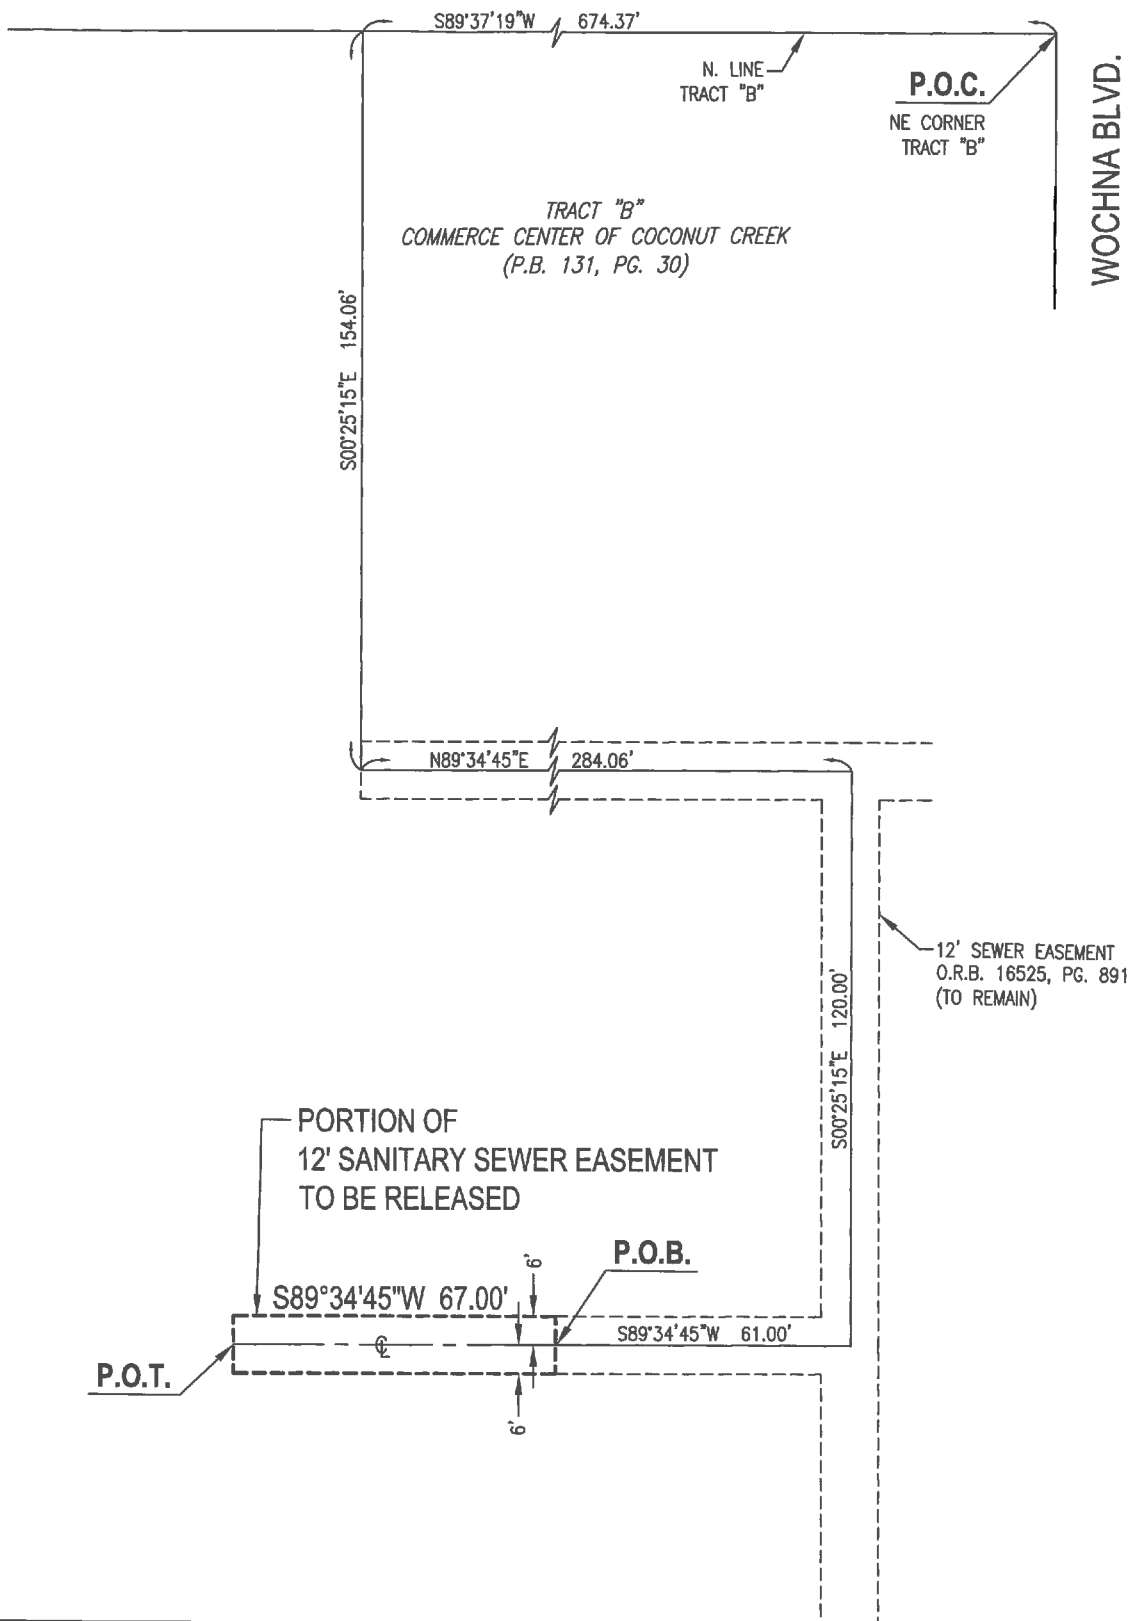 S89°37'19"W 674.37'
N. LINE
TRACT "B"
P.O.C.
NE CORNER
TRACT "B"
WOCHNA BLVD.
TRACT "B"
COMMERCE CENTER OF COCONUT CREEK
(P.B. 131, PG. 30)
S00°25'15"E 154.06'
N89°34'45"E 284.06'
12' SEWER EASEMENT
O.R.B. 16525, PG. 891
(TO REMAIN)
S00°25'15"E 120.00'
PORTION OF
12' SANITARY SEWER EASEMENT
TO BE RELEASED
P.O.B.
6'
S89°34'45"W 67.00'
S89°34'45"W 61.00'
℄
P.O.T.
6'